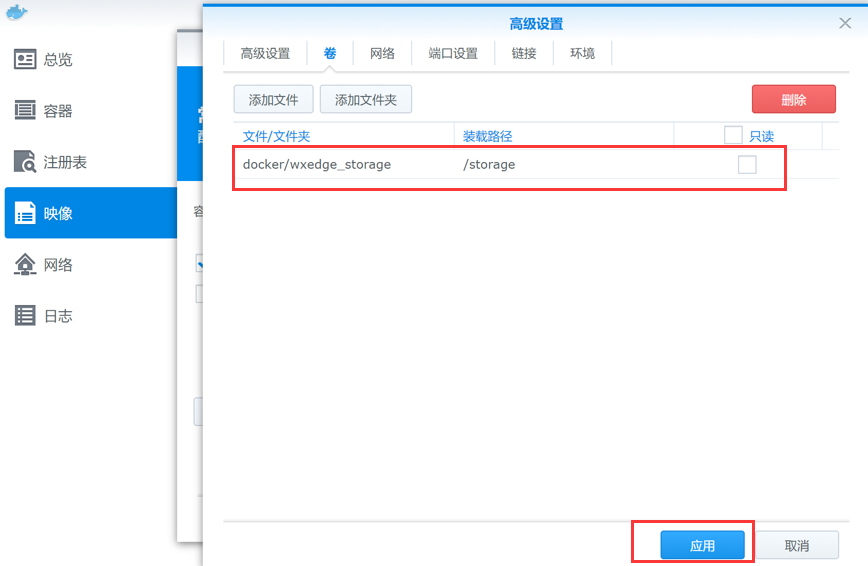 高级设置
总览
容器
注册表
映像
网络
日志
高级设置 卷 网络 端口设置 链接 环境
添加文件 添加文件夹 删除
文件/文件夹 装载路径 只读
docker/wxedge_storage /storage
应用 取消